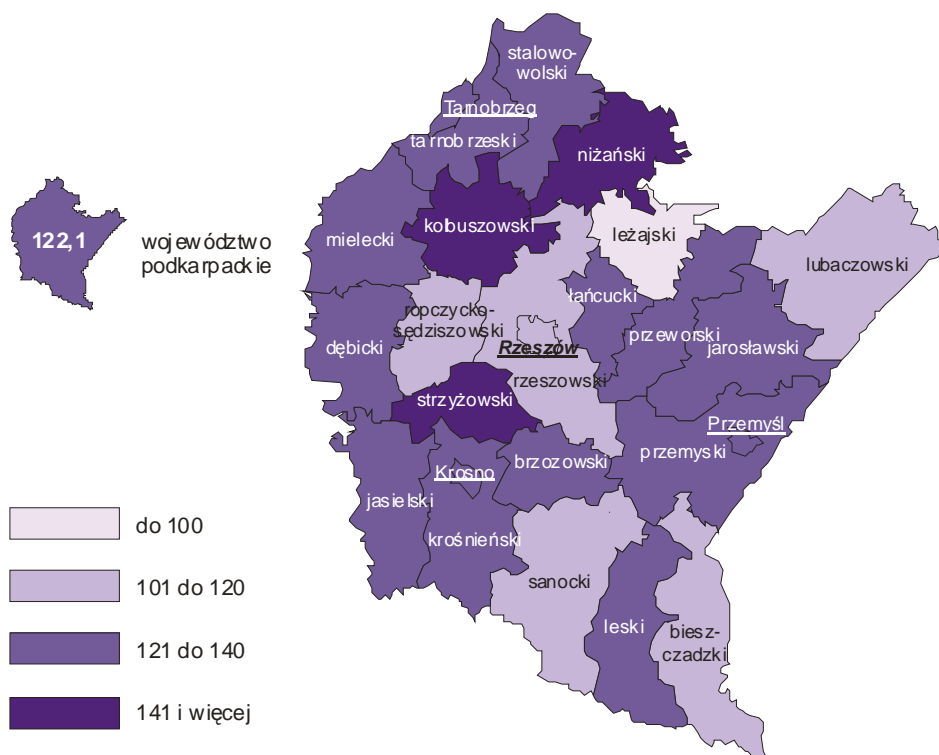 stalowo-
wolski
Tarnobrzeg
tarnobrzeski
niżański
122,1
województwo
podkarpackie
mielecki
kolbuszowski
leżajski
lubaczowski
ropczycko-
sędziszowski
łańcucki
dębicki
Rzeszów
rzeszowski
przeworski
jarosławski
strzyżowski
Przemyśl
przemyski
Krosno
brzozowski
jasielski
krośnieński
sanocki
leski
biesz-
czadzki
do 100
101 do 120
121 do 140
141 i więcej